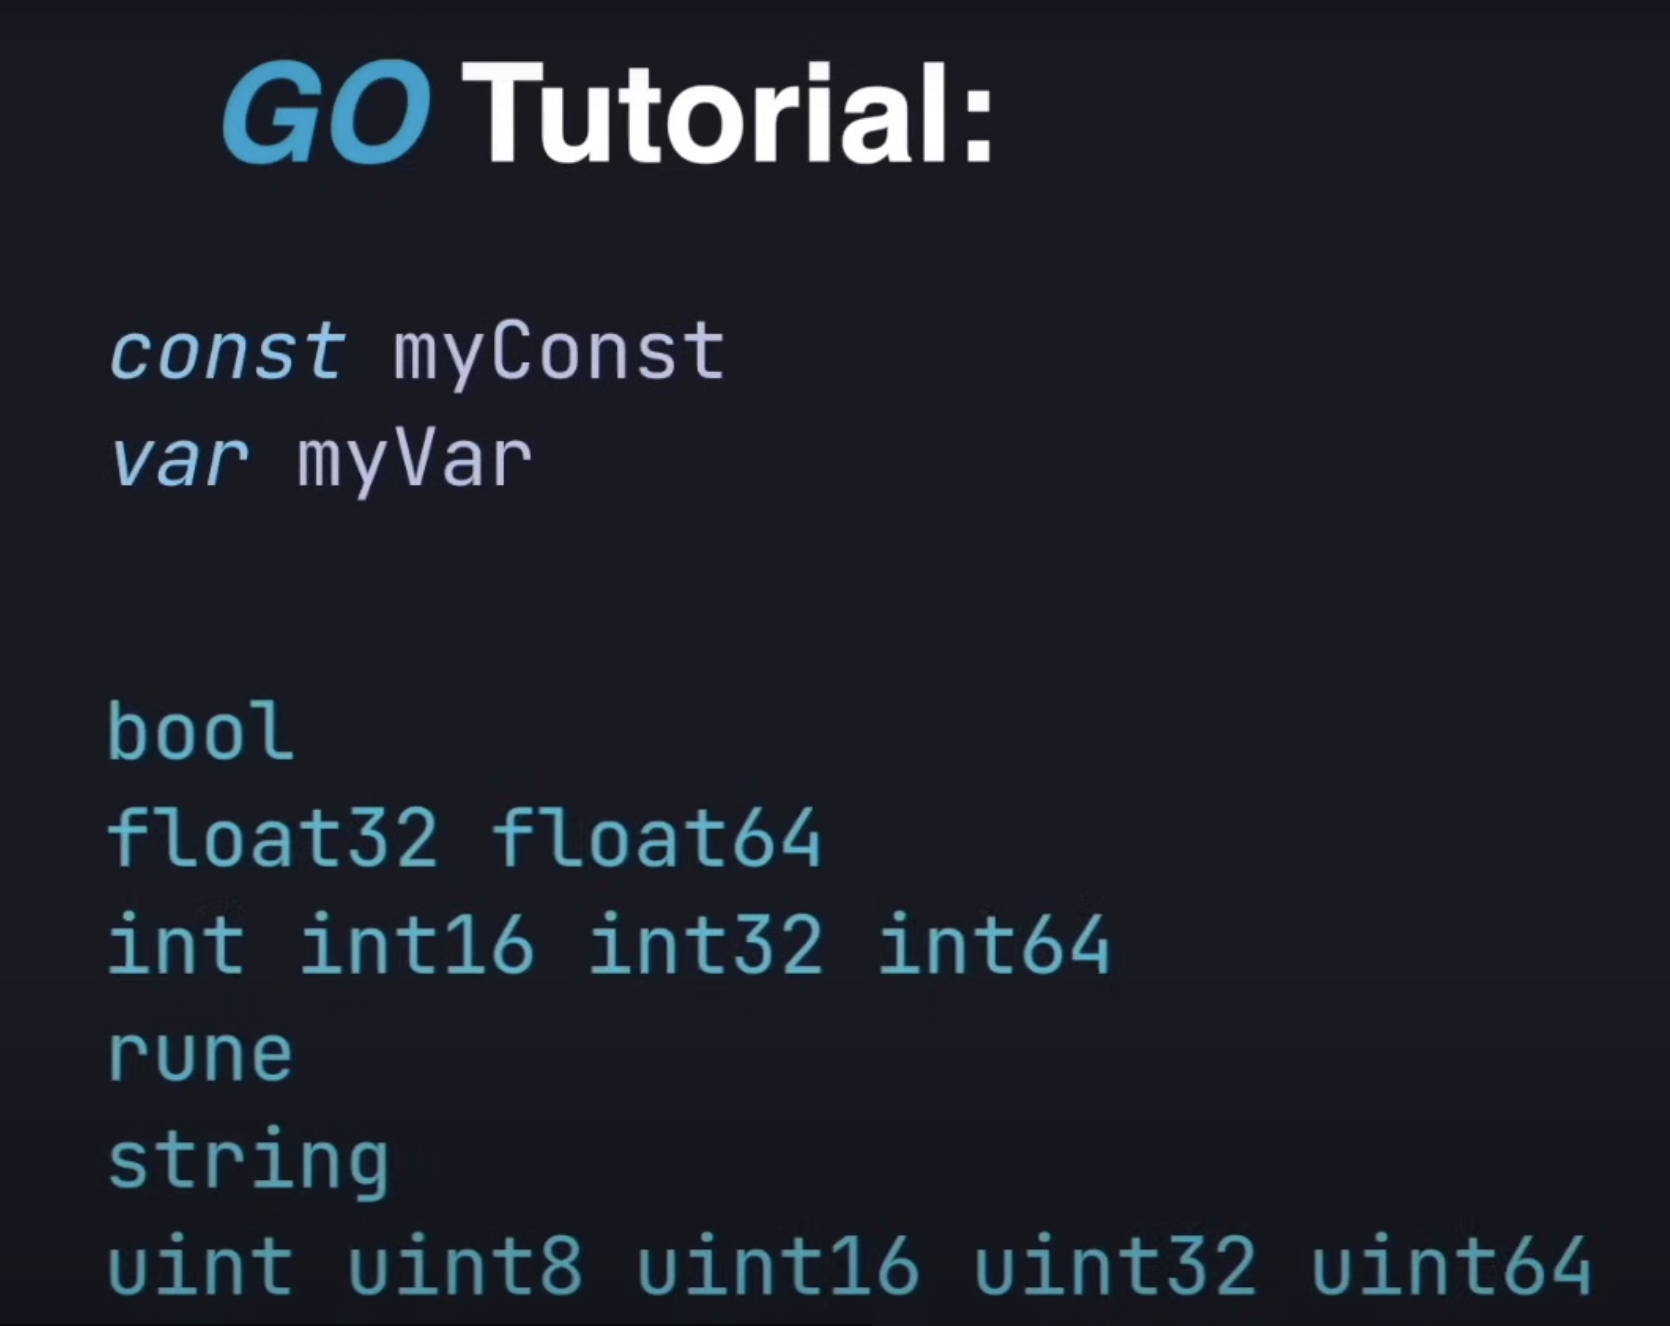 GO Tutorial:
const myConst
var myVar
bool
float32 float64
int int16 int32 int64
rune
string
uint uint8 uint16 uint32 uint64